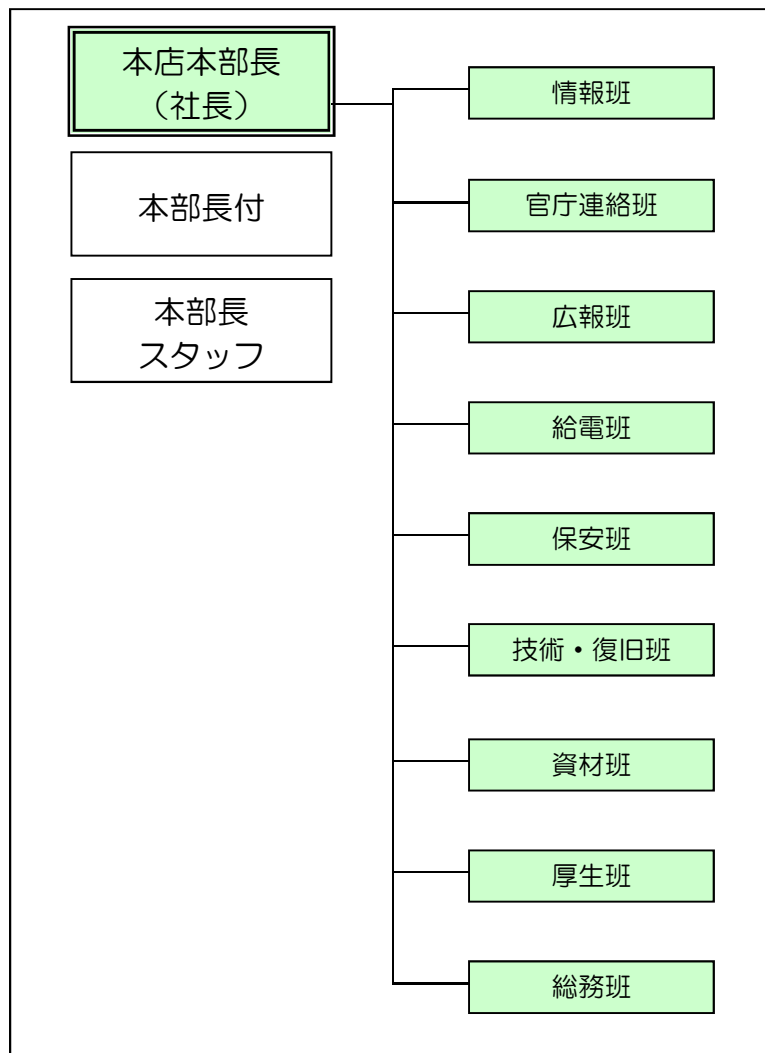 本店本部長
（社長）
本部長付
本部長
スタッフ
情報班
官庁連絡班
広報班
給電班
保安班
技術・復旧班
資材班
厚生班
総務班